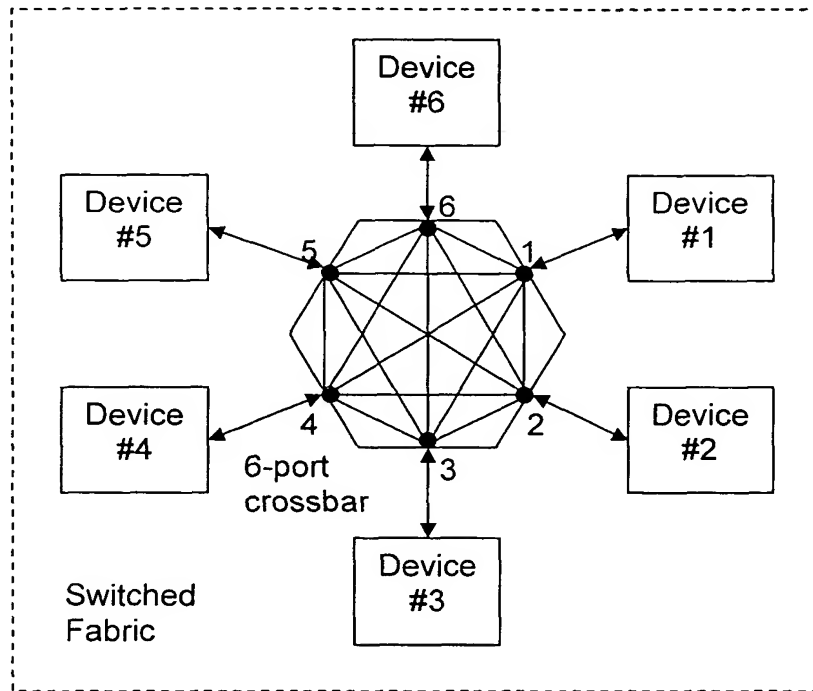 Device
#6
Device
#5
Device
#1
6
5
1
4
2
3
Device
#4
6-port
crossbar
Device
#2
Device
#3
Switched
Fabric